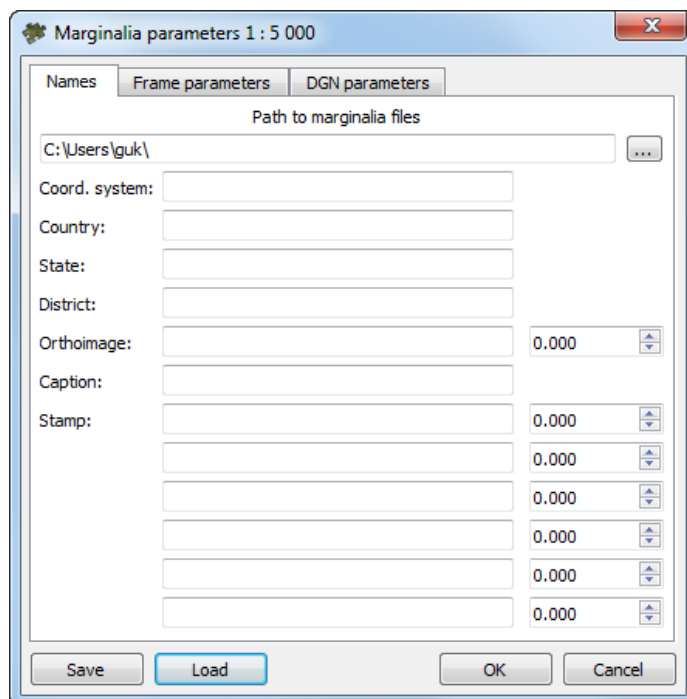 Marginalia parameters 1 : 5 000
Names Frame parameters DGN parameters
Path to marginalia files
C:\Users\guk\ ...
Coord. system:
Country:
State:
District:
Orthoimage: 0.000
Caption:
Stamp: 0.000
0.000
0.000
0.000
0.000
0.000
Save Load OK Cancel